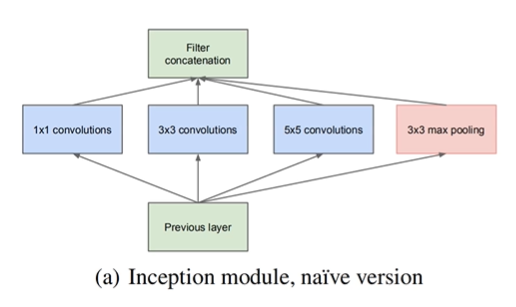 Filter
concatenation
1x1 convolutions
3x3 convolutions
5x5 convolutions
3x3 max pooling
Previous layer
(a) Inception module, naïve version